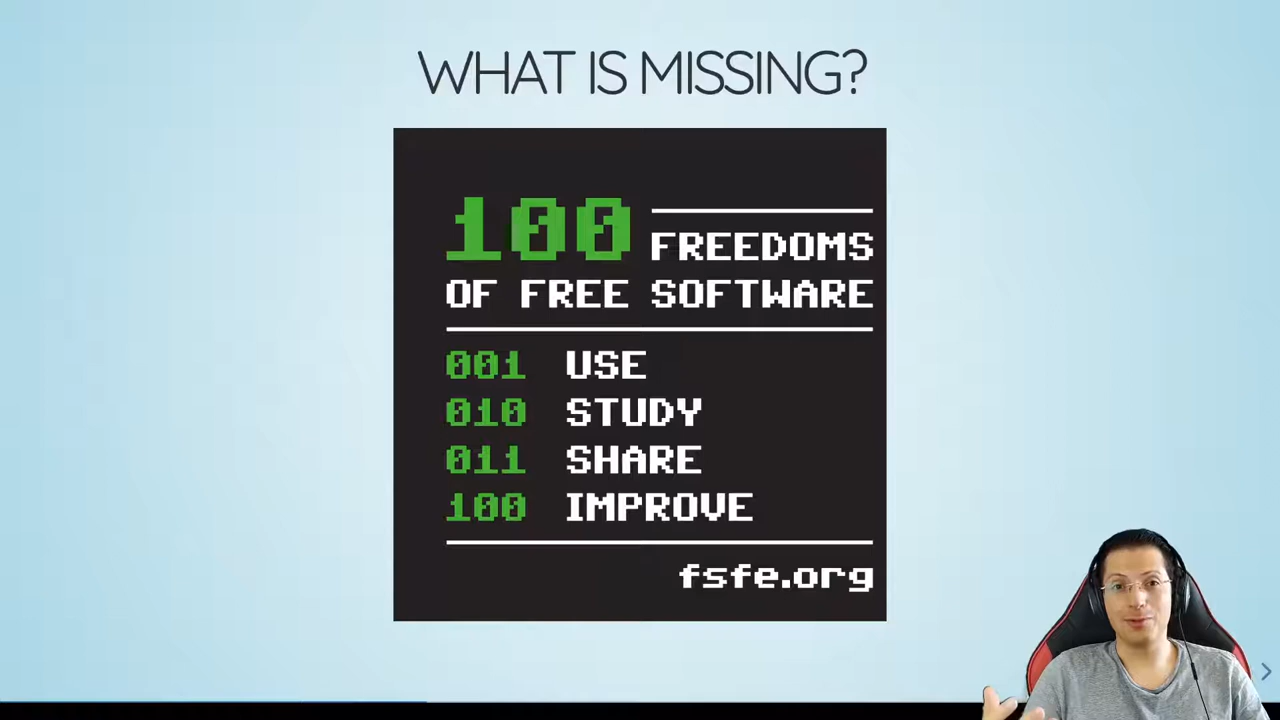 WHAT IS MISSING?
100 FREEDOMS
OF FREE SOFTWARE
001 USE
010 STUDY
011 SHARE
100 IMPROVE
fsfe.org